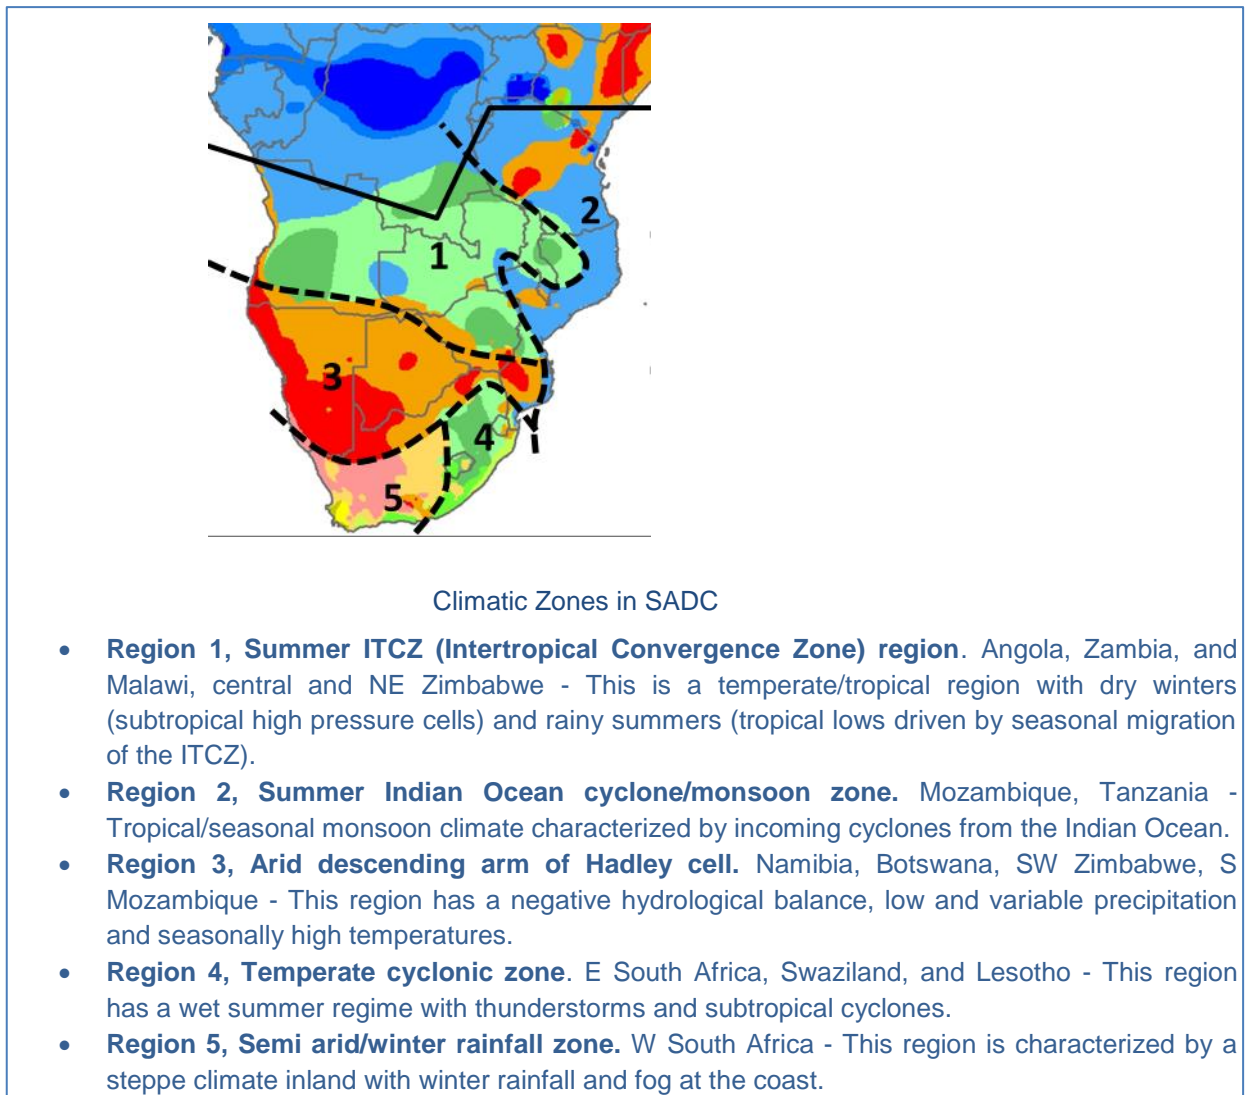 2
1
3
4
5
Climatic Zones in SADC
• Region 1, Summer ITCZ (Intertropical Convergence Zone) region. Angola, Zambia, and
Malawi, central and NE Zimbabwe - This is a temperate/tropical region with dry winters
(subtropical high pressure cells) and rainy summers (tropical lows driven by seasonal migration
of the ITCZ).
• Region 2, Summer Indian Ocean cyclone/monsoon zone. Mozambique, Tanzania -
Tropical/seasonal monsoon climate characterized by incoming cyclones from the Indian Ocean.
• Region 3, Arid descending arm of Hadley cell. Namibia, Botswana, SW Zimbabwe, S
Mozambique - This region has a negative hydrological balance, low and variable precipitation
and seasonally high temperatures.
• Region 4, Temperate cyclonic zone. E South Africa, Swaziland, and Lesotho - This region
has a wet summer regime with thunderstorms and subtropical cyclones.
• Region 5, Semi arid/winter rainfall zone. W South Africa - This region is characterized by a
steppe climate inland with winter rainfall and fog at the coast.